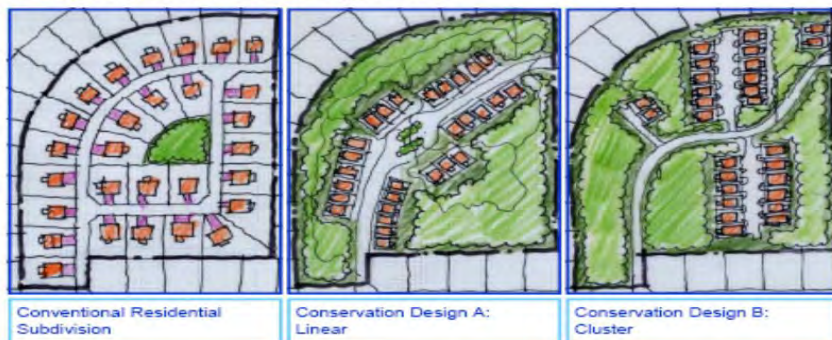 Conventional Residential
Subdivision
Conservation Design A:
Linear
Conservation Design B:
Cluster